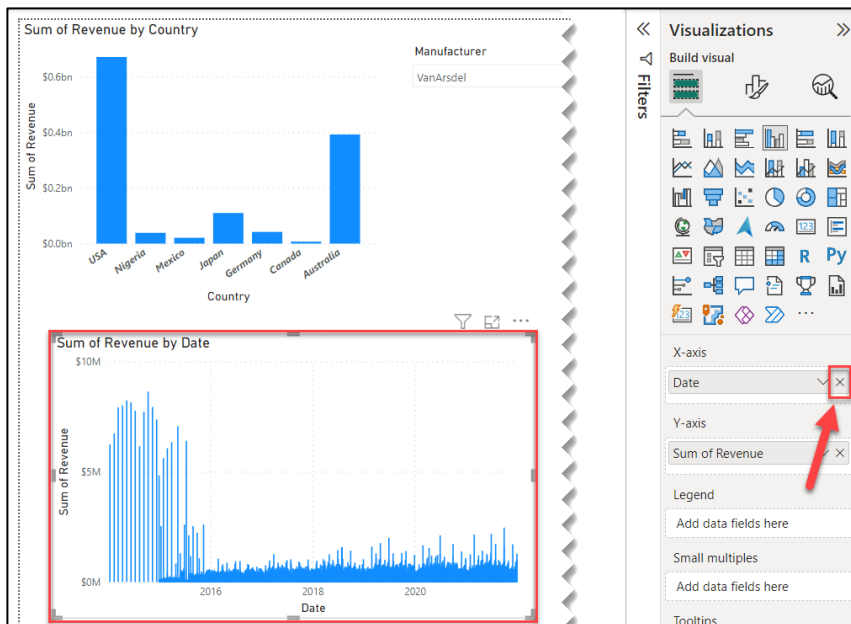 Sum of Revenue by Country
Manufacturer
VanArsdel
$0.6bn
$0.4bn
$0.2bn
$0.0bn
Sum of Revenue
USA
Nigeria
Mexico
Japan
Germany
Canada
Australia
Country
Sum of Revenue by Date
$10M
$5M
$0M
Sum of Revenue
2016
2018
2020
Date
Filters
Visualizations
Build visual
123
R
Py
123
X-axis
Date
Y-axis
Sum of Revenue
Legend
Add data fields here
Small multiples
Add data fields here
Tooltips